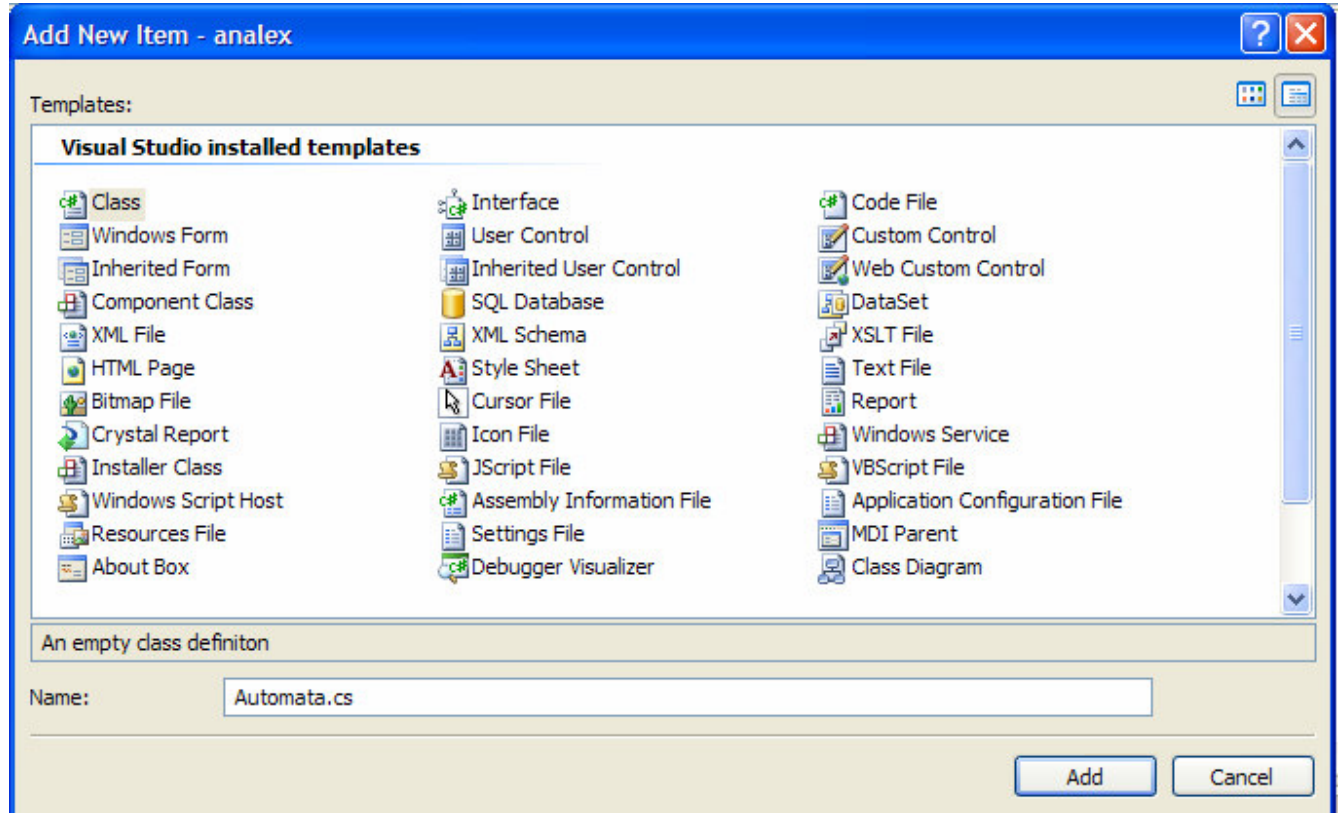 Add New Item - analex
Templates:
Visual Studio installed templates
Class Interface Code File
Windows Form User Control Custom Control
Inherited Form Inherited User Control Web Custom Control
Component Class SQL Database DataSet
XML File XML Schema XSLT File
HTML Page Style Sheet Text File
Bitmap File Cursor File Report
Crystal Report Icon File Windows Service
Installer Class JScript File VBScript File
Windows Script Host Assembly Information File Application Configuration File
Resources File Settings File MDI Parent
About Box Debugger Visualizer Class Diagram
An empty class definiton
Name: Automata.cs
Add Cancel